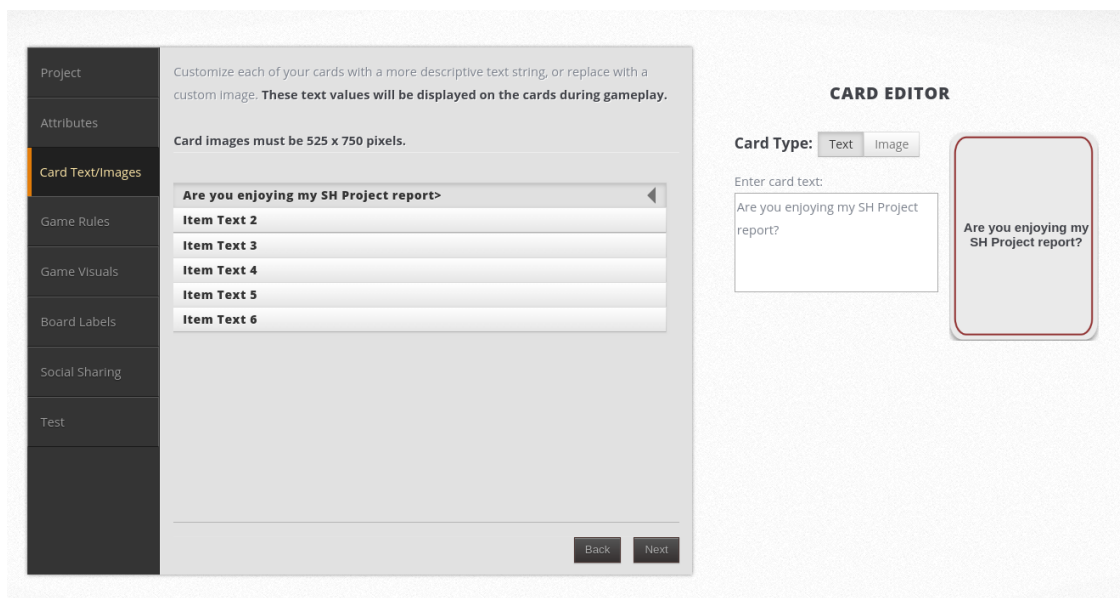 Project
Attributes
Card Text/Images
Game Rules
Game Visuals
Board Labels
Social Sharing
Test
Customize each of your cards with a more descriptive text string, or replace with a
custom image. These text values will be displayed on the cards during gameplay.
Card images must be 525 x 750 pixels.
Are you enjoying my SH Project report>
Item Text 2
Item Text 3
Item Text 4
Item Text 5
Item Text 6
Back Next
CARD EDITOR
Card Type: Text Image
Enter card text:
Are you enjoying my SH Project
report?
Are you enjoying my
SH Project report?